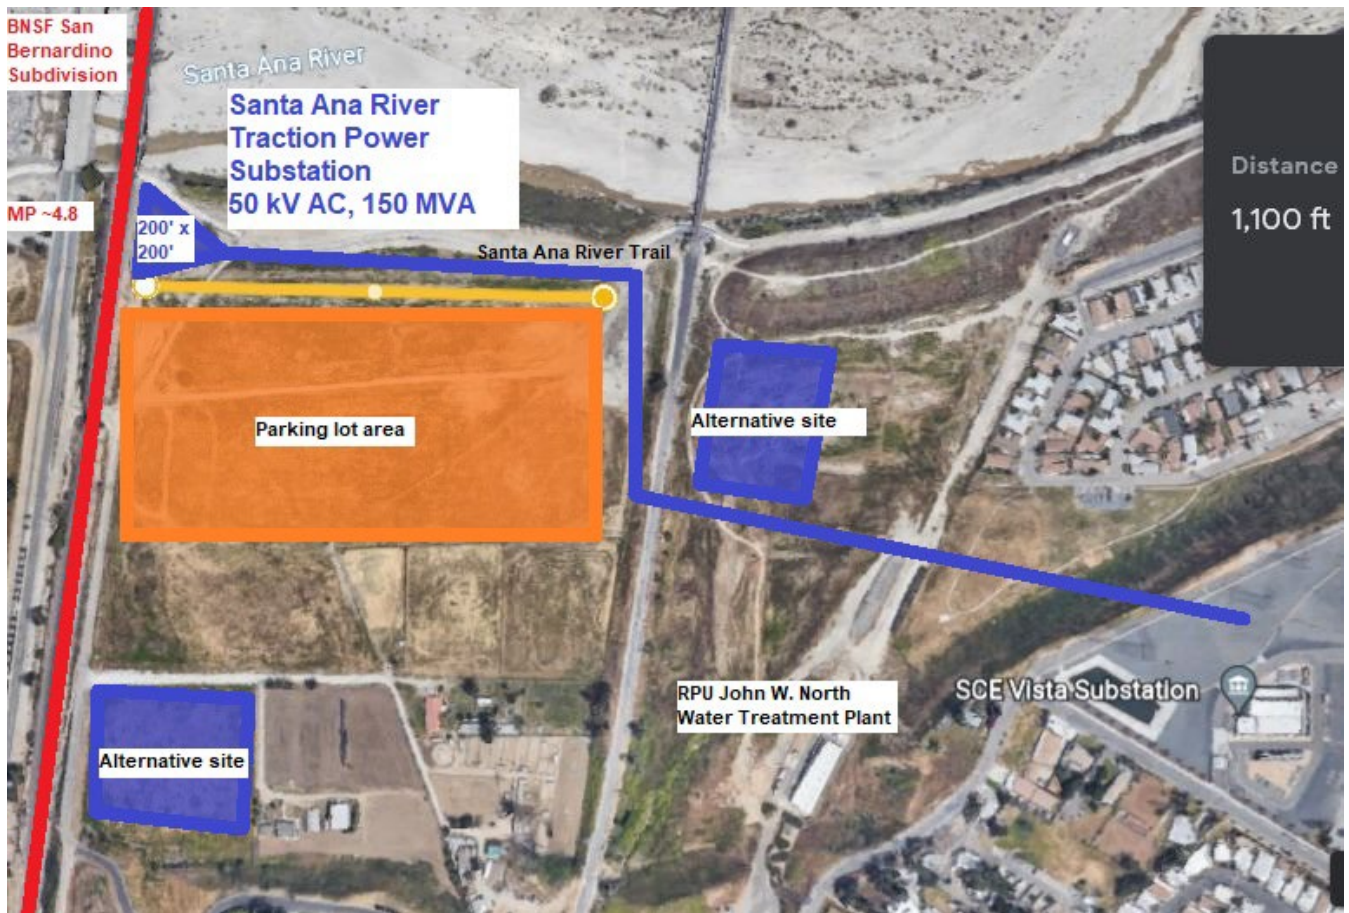 BNSF San
Bernardino
Subdivision
Santa Ana River
Santa Ana River
Traction Power
Substation
50 kV AC, 150 MVA
Distance
1,100 ft
MP ~4.8
200' x
200'
Santa Ana River Trail
Parking lot area
Alternative site
RPU John W. North
Water Treatment Plant
SCE Vista Substation
Alternative site